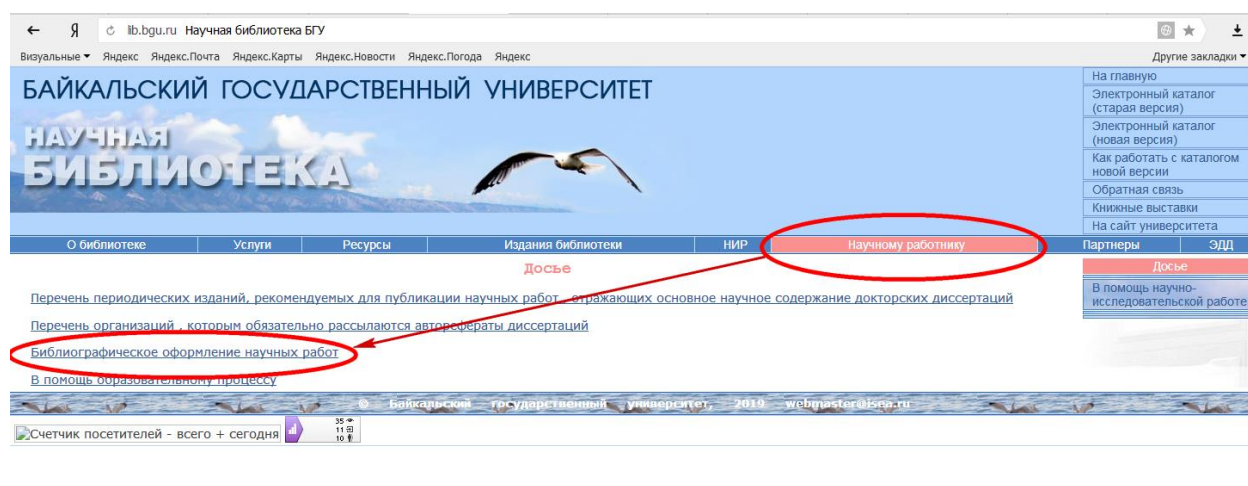 Я lib.bgu.ru Научная библиотека БГУ
Визуальные Яндекс Яндекс.Почта Яндекс.Карты Яндекс.Новости Яндекс.Погода Яндекс Другие закладки
БАЙКАЛЬСКИЙ ГОСУДАРСТВЕННЫЙ УНИВЕРСИТЕТ
НАУЧНАЯ
БИБЛИОТЕКА
На главную
Электронный каталог
(старая версия)
Электронный каталог
(новая версия)
Как работать с каталогом
новой версии
Обратная связь
Книжные выставки
На сайт университета
О библиотеке Услуги Ресурсы Издания библиотеки НИР Научному работнику Партнеры ЭДД
Досье
Перечень периодических изданий, рекомендуемых для публикации научных работ , отражающих основное научное содержание докторских диссертаций
Перечень организаций , которым обязательно рассылаются авторефераты диссертаций
Библиографическое оформление научных работ
В помощь образовательному процессу
Досье
В помощь научно-
исследовательской работе
© Байкальский государственный университет, 2019 webmaster@isea.ru
Счетчик посетителей - всего + сегодня
35
11
10